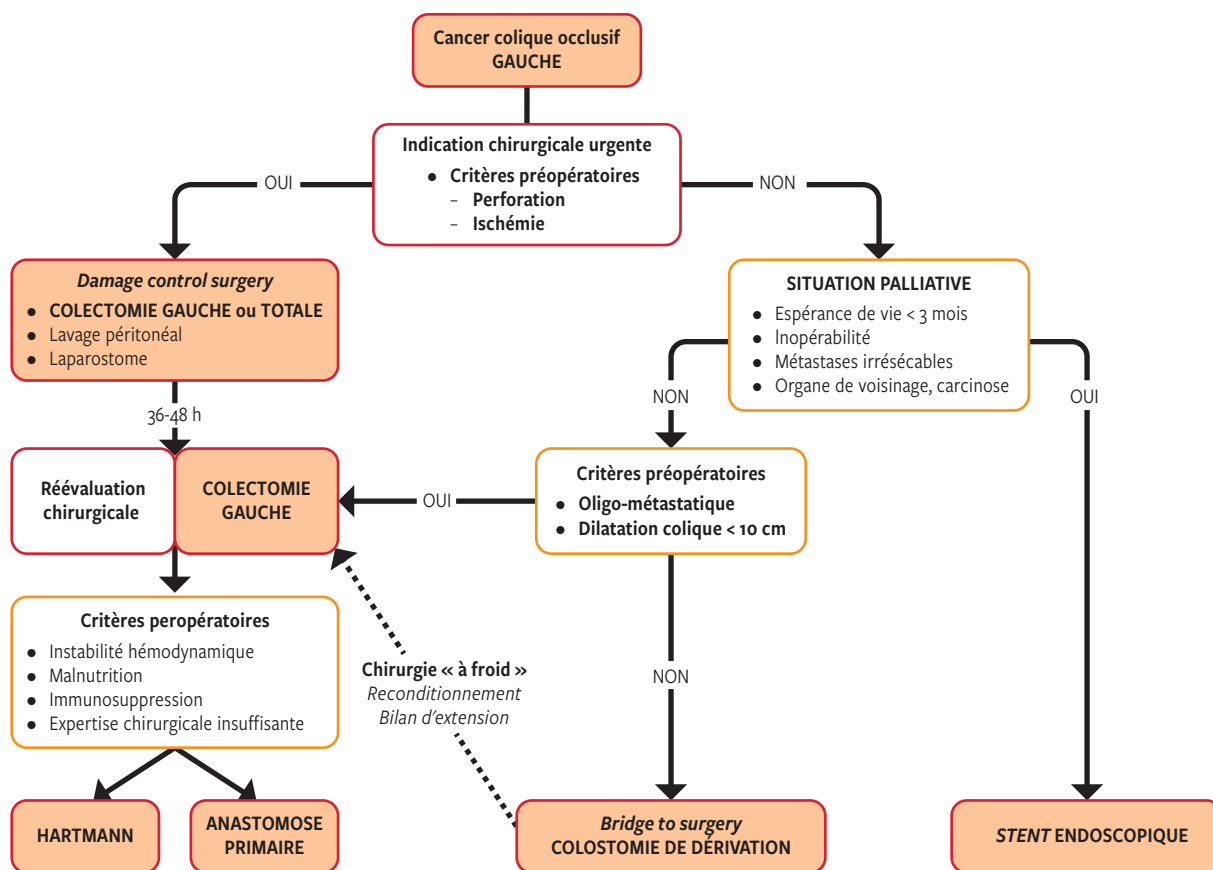 Cancer colique occlusif
GAUCHE
Indication chirurgicale urgente
● Critères préopératoires
– Perforation
– Ischémie
OUI
NON
Damage control surgery
● COLECTOMIE GAUCHE ou TOTALE
● Lavage péritonéal
● Laparostome
SITUATION PALLIATIVE
● Espérance de vie < 3 mois
● Inopérabilité
● Métastases irrésécables
● Organe de voisinage, carcinose
36-48 h
NON
OUI
Réévaluation
chirurgicale
COLECTOMIE
GAUCHE
OUI
Critères préopératoires
● Oligo-métastatique
● Dilatation colique < 10 cm
Critères peropératoires
● Instabilité hémodynamique
● Malnutrition
● Immunosuppression
● Expertise chirurgicale insuffisante
Chirurgie « à froid »
Reconditionnement
Bilan d'extension
NON
HARTMANN
ANASTOMOSE
PRIMAIRE
Bridge to surgery
COLOSTOMIE DE DÉRIVATION
STENT ENDOSCOPIQUE